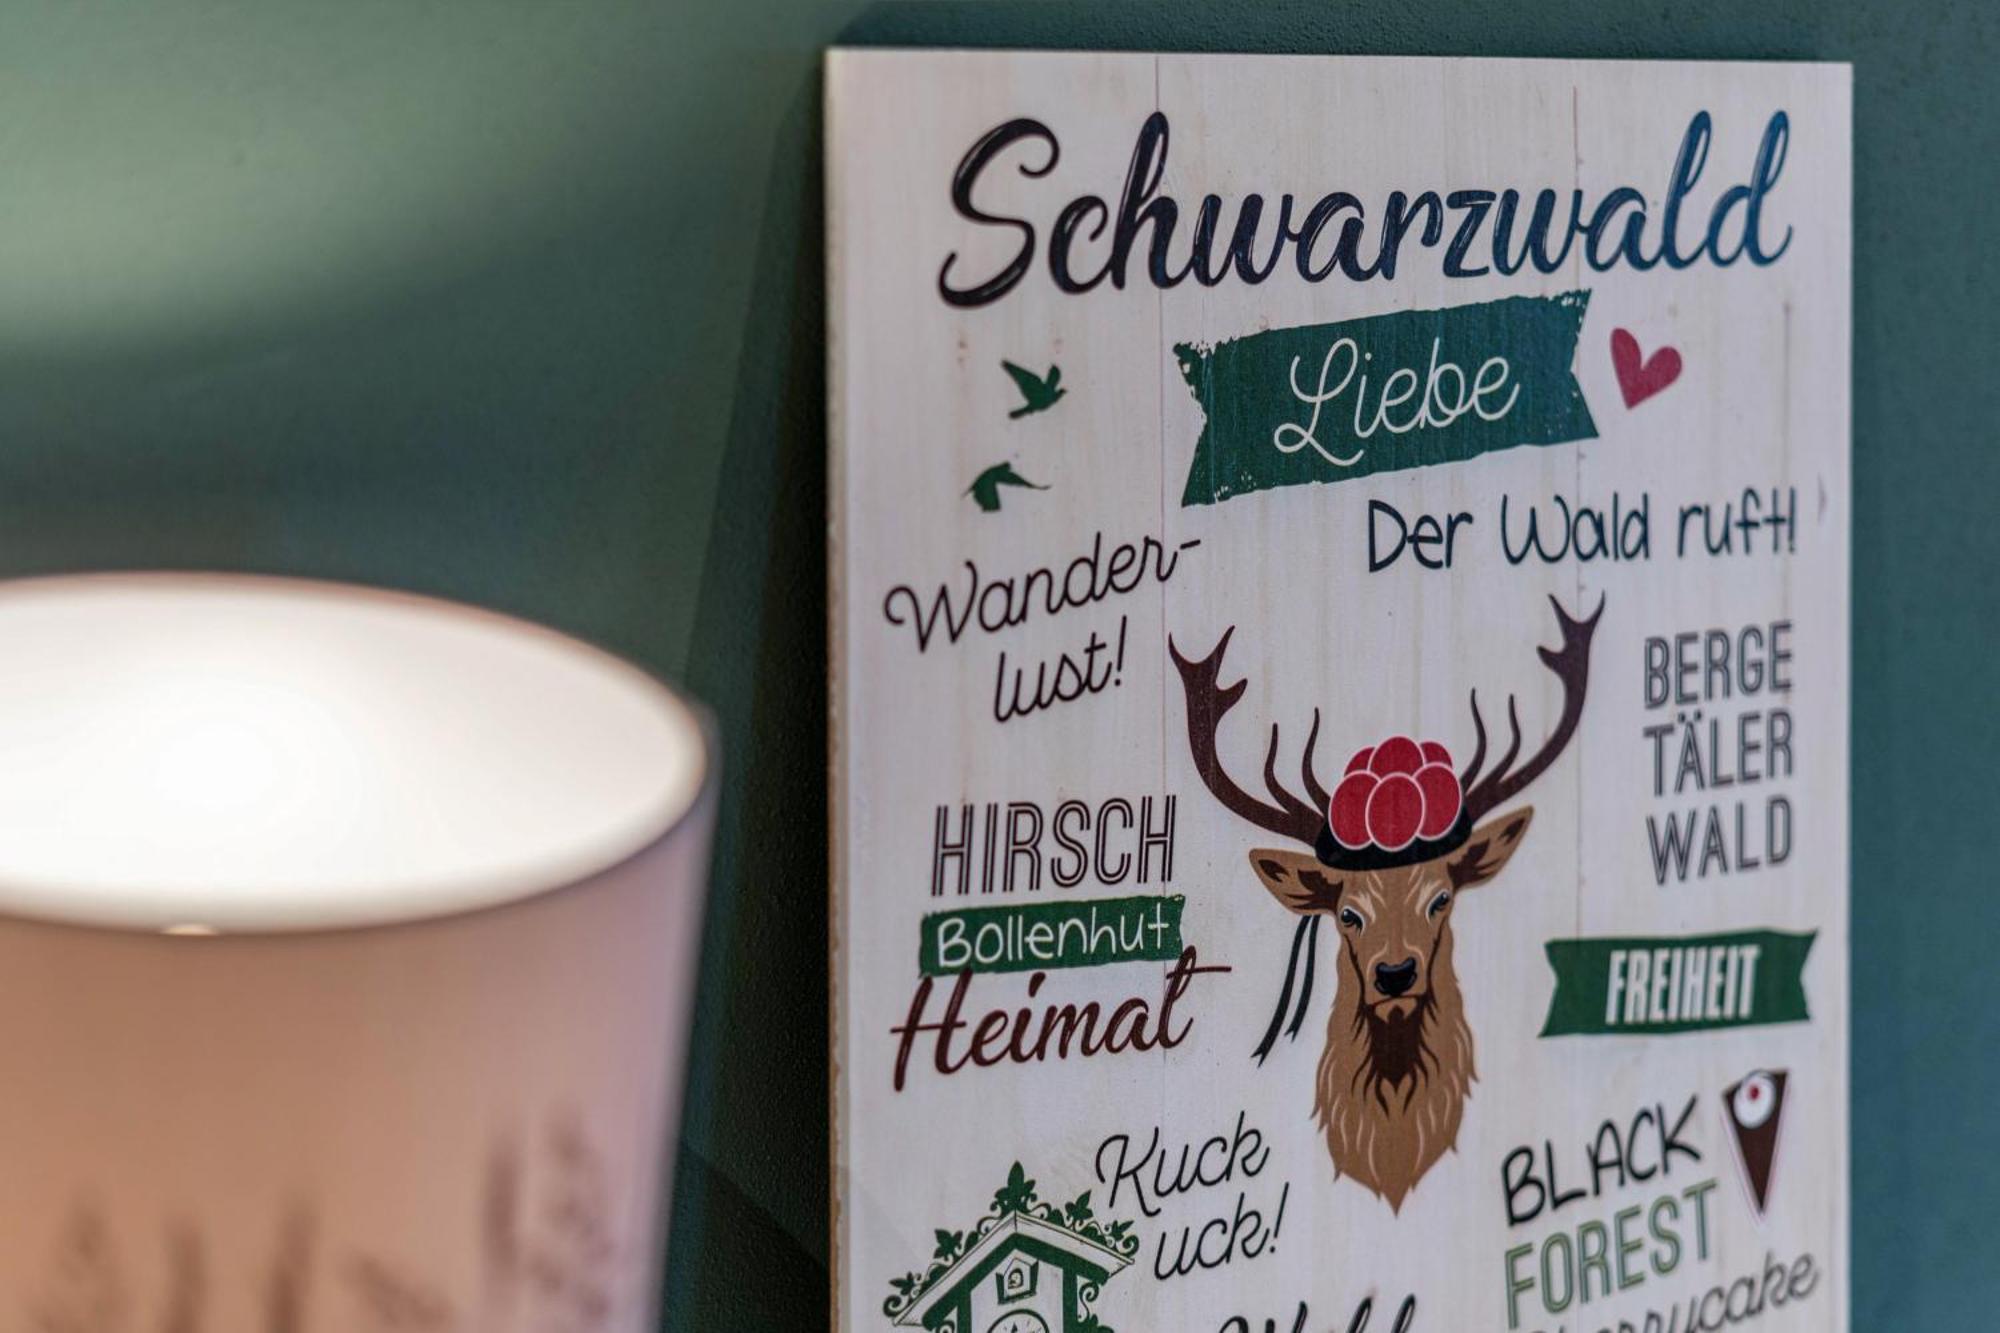 Schwarzwald
Liebe
Der Wald ruft!
Wander-
lust!
BERGE
TÄLER
WALD
HIRSCH
Bollenhut
Heimat
FREIHEIT
Kuck
uck!
BLACK
FOREST